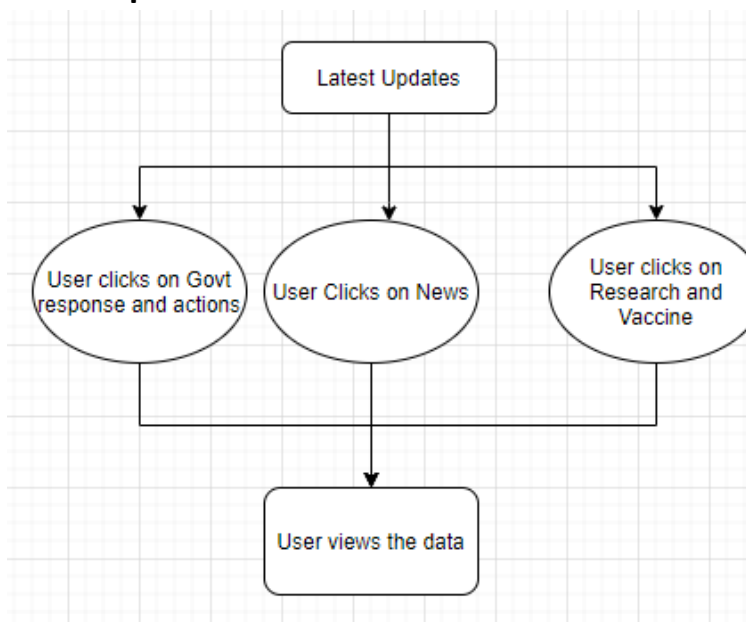 Latest Updates
User clicks on Govt
response and actions
User Clicks on News
User clicks on
Research and
Vaccine
User views the data